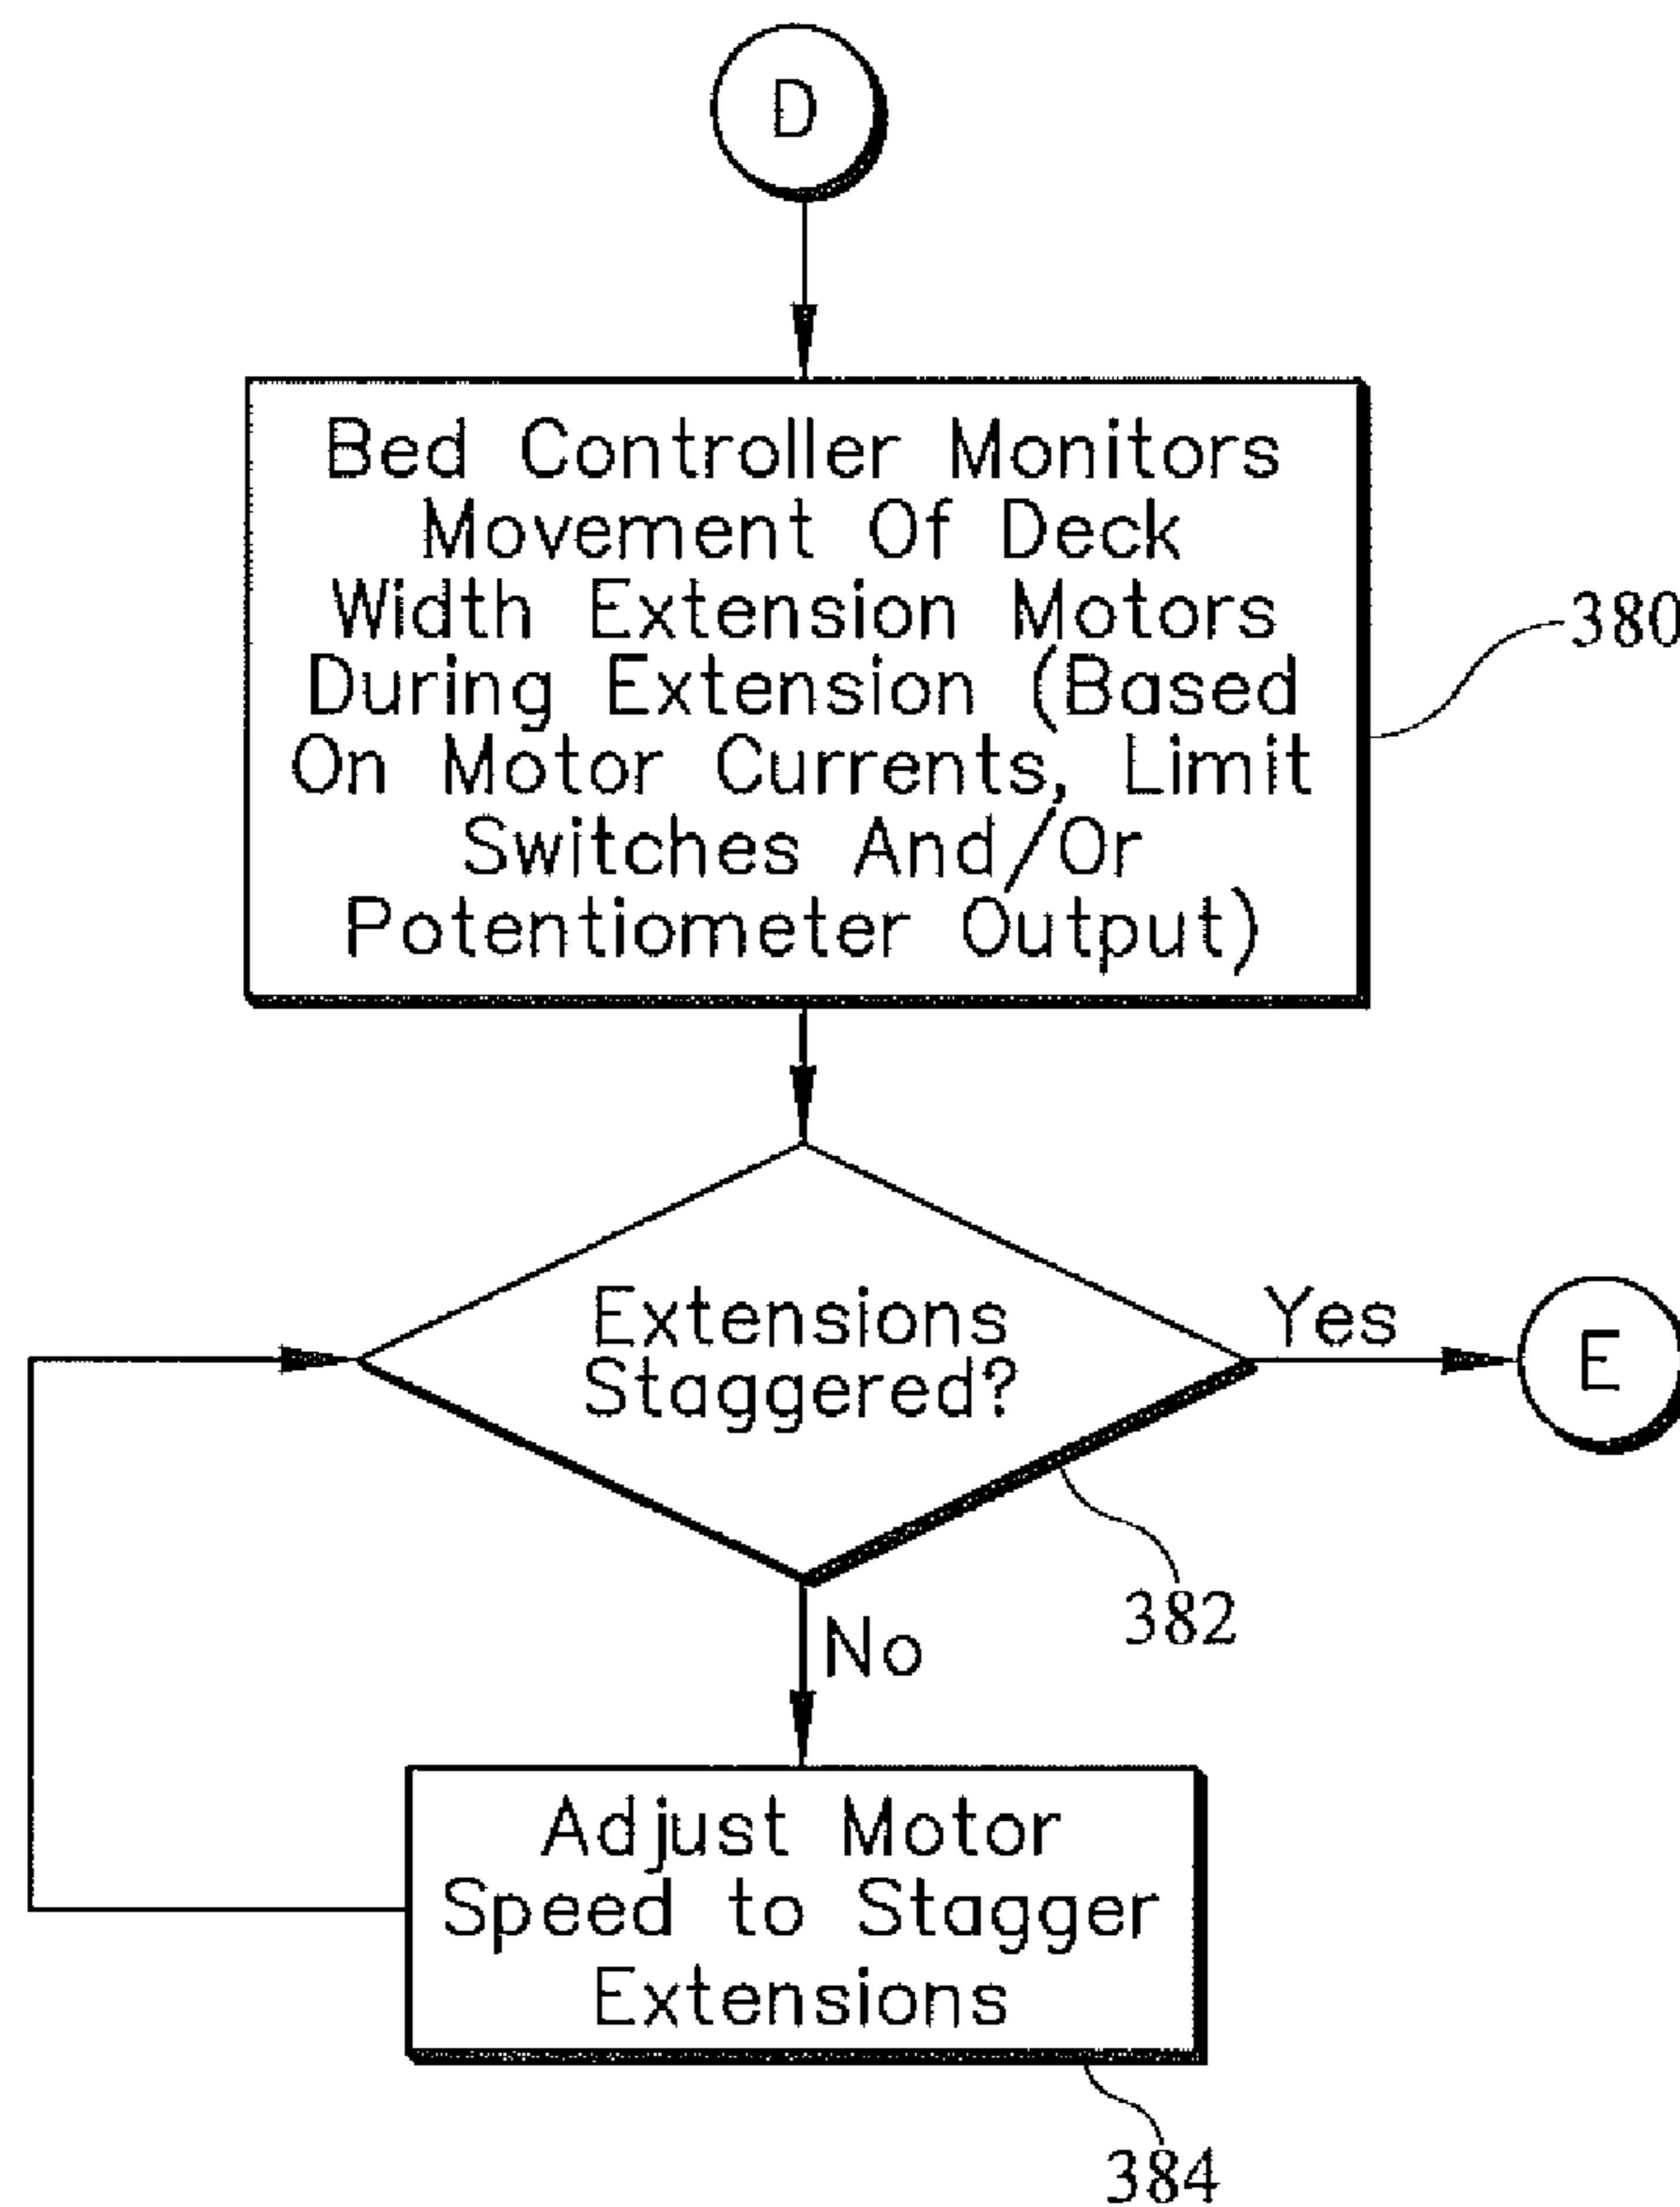 D
Bed Controller Monitors
Movement Of Deck
Width Extension Motors
During Extension (Based
On Motor Currents, Limit
Switches And/Or
Potentiometer Output)
380
Extensions
Staggered?
Yes
E
382
No
Adjust Motor
Speed to Stagger
Extensions
384